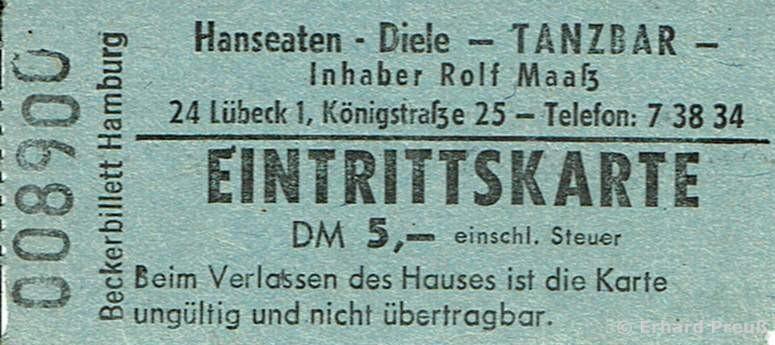 Hanseaten - Diele — TANZBAR —
Inhaber Rolf Maaß
24 Lübeck 1, Königstraße 25 — Telefon: 7 38 34
EINTRITTSKARTE
DM 5,— einschl. Steuer
Beim Verlassen des Hauses ist die Karte
ungültig und nicht übertragbar.
Beckerbillett Hamburg
008900
© Erhard Preuß